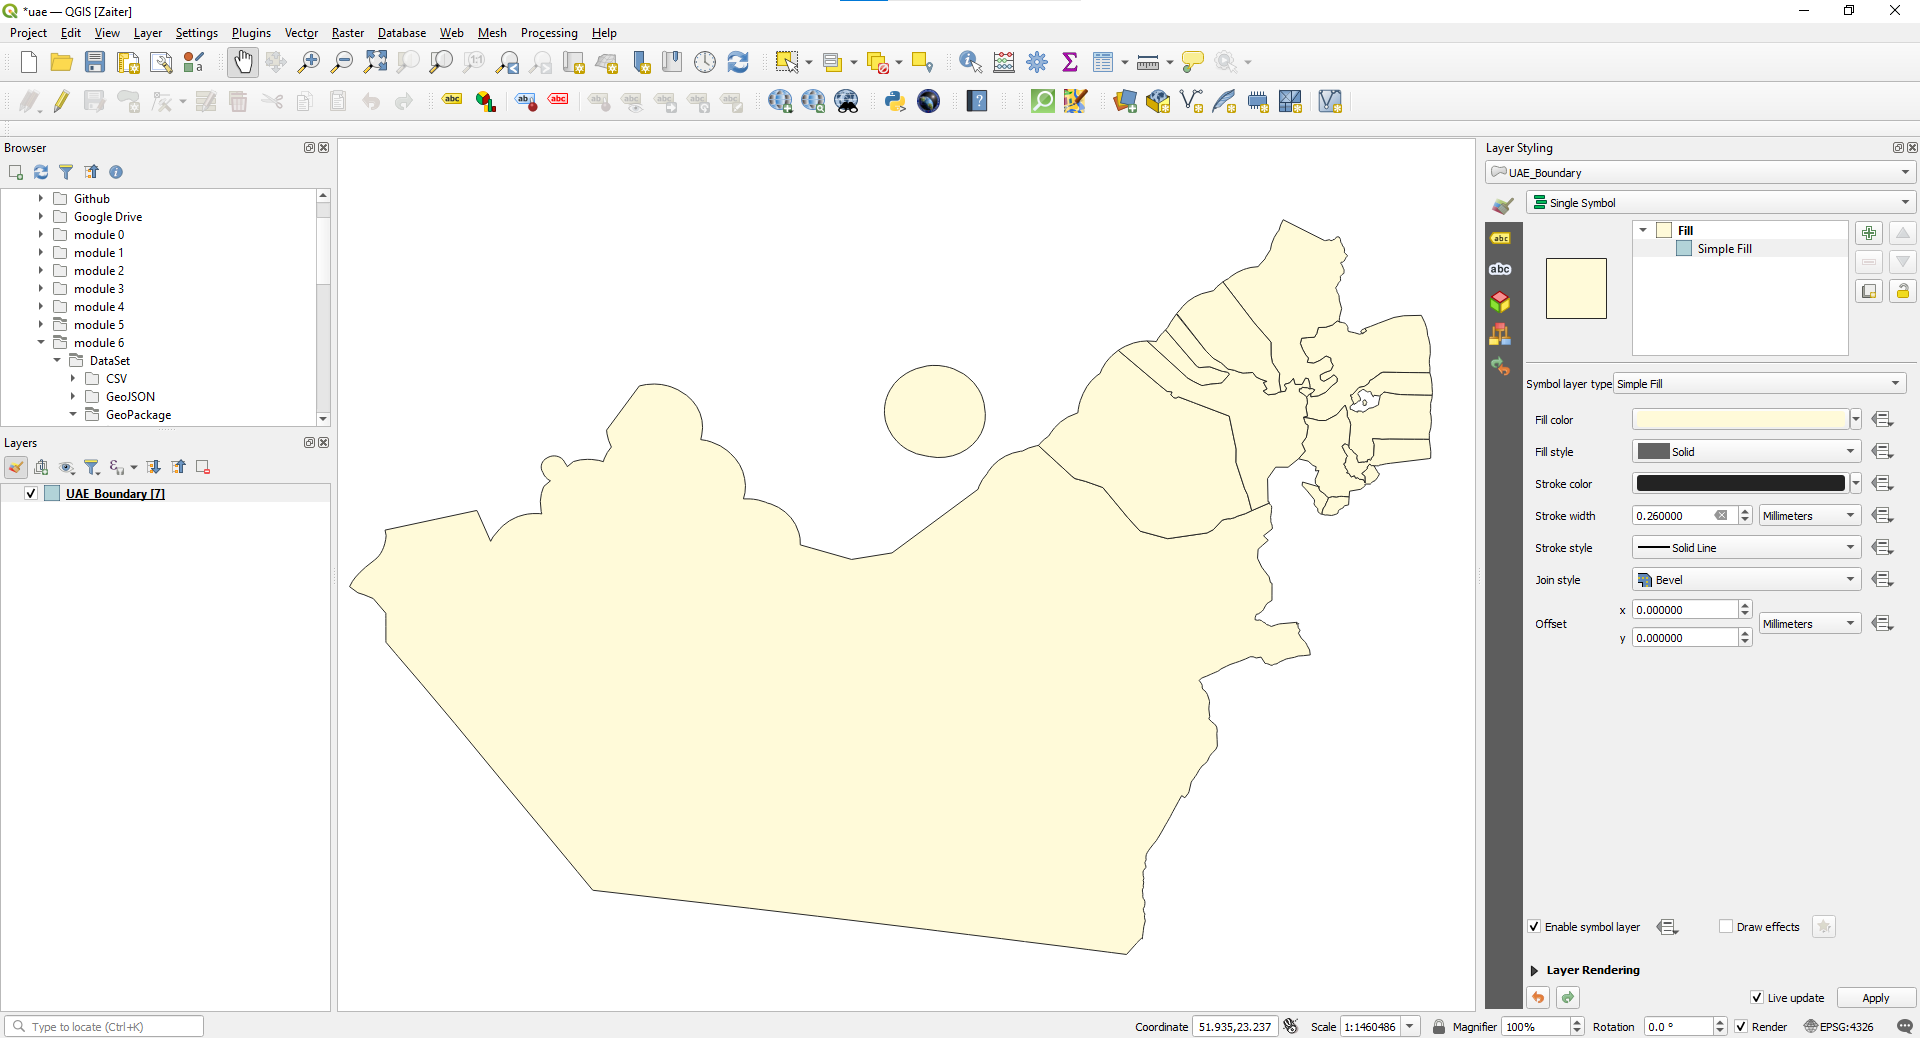 *uae — QGIS [Zaiter]
Project Edit View Layer Settings Plugins Vector Raster Database Web Mesh Processing Help
Browser
Github
Google Drive
module 0
module 1
module 2
module 3
module 4
module 5
module 6
DataSet
CSV
GeoJSON
GeoPackage
Layers
UAE_Boundary [7]
Layer Styling
UAE_Boundary
Single Symbol
Fill
Simple Fill
Symbol layer type Simple Fill
Fill color
Fill style Solid
Stroke color
Stroke width 0.260000 Millimeters
Stroke style Solid Line
Join style Bevel
x 0.000000
Offset Millimeters
y 0.000000
Enable symbol layer Draw effects
Layer Rendering
Live update Apply
Type to locate (Ctrl+K) Coordinate 51.935,23.237 Scale 1:1460486 Magnifier 100% Rotation 0.0 ° Render EPSG:4326